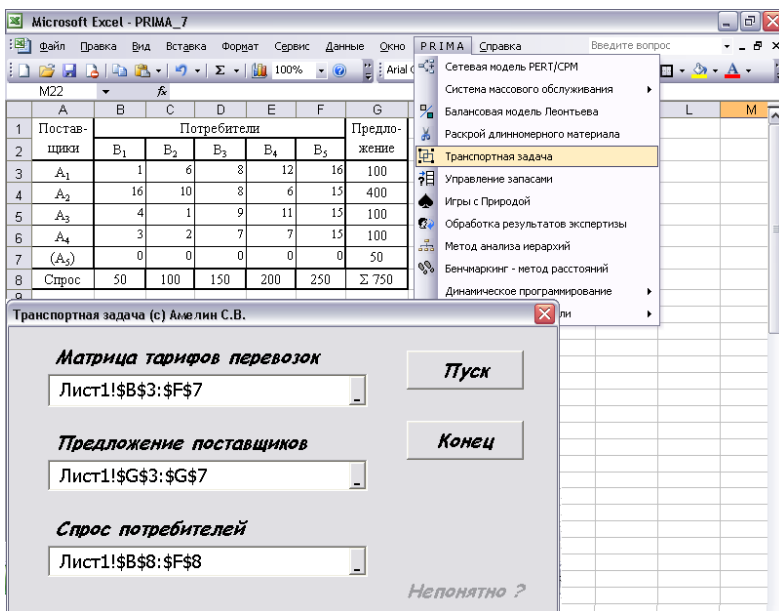 Microsoft Excel - PRIMA_7
Файл Правка Вид Вставка Формат Сервис Данные Окно PRIMA Справка Введите вопрос
100% Arial
M22 fx
Сетевая модель PERT/CPM
Система массового обслуживания
Балансовая модель Леонтьева
Раскрой длинномерного материала
Транспортная задача
Управление запасами
Игры с Природой
Обработка результатов экспертизы
Метод анализа иерархий
Бенчмаркинг - метод расстояний
Динамическое программирование
A B C D E F G L M
1 Постав- Потребители Предло-
2 щики B₁ B₂ B₃ B₄ B₅ жение
3 A₁ 1 6 8 12 16 100
4 A₂ 16 10 8 6 15 400
5 A₃ 4 1 9 11 15 100
6 A₄ 3 2 7 7 15 100
7 (A₅) 0 0 0 0 0 50
8 Спрос 50 100 150 200 250 Σ 750
9
Транспортная задача (c) Амелин С.В.
Матрица тарифов перевозок
Лист1!$B$3:$F$7
Пуск
Предложение поставщиков
Конец
Лист1!$G$3:$G$7
Спрос потребителей
Лист1!$B$8:$F$8
Непонятно ?